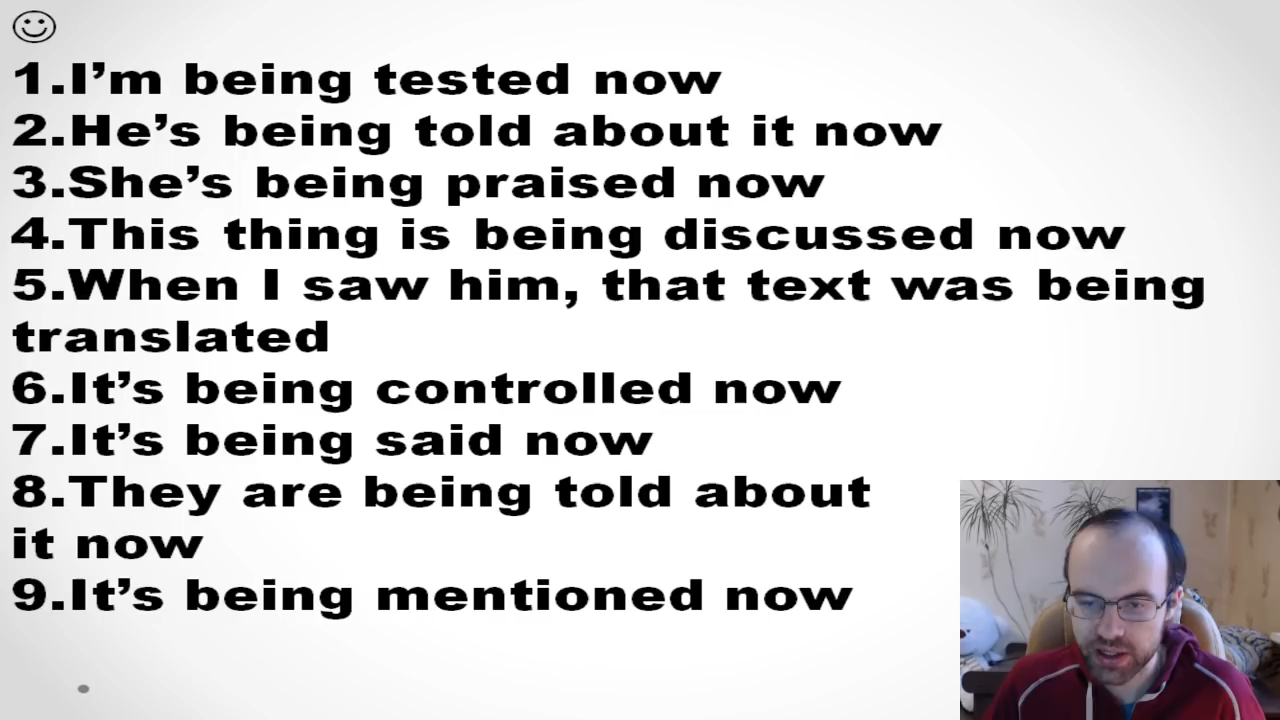 1.I'm being tested now
2.He's being told about it now
3.She's being praised now
4.This thing is being discussed now
5.When I saw him, that text was being
translated
6.It's being controlled now
7.It's being said now
8.They are being told about
it now
9.It's being mentioned now